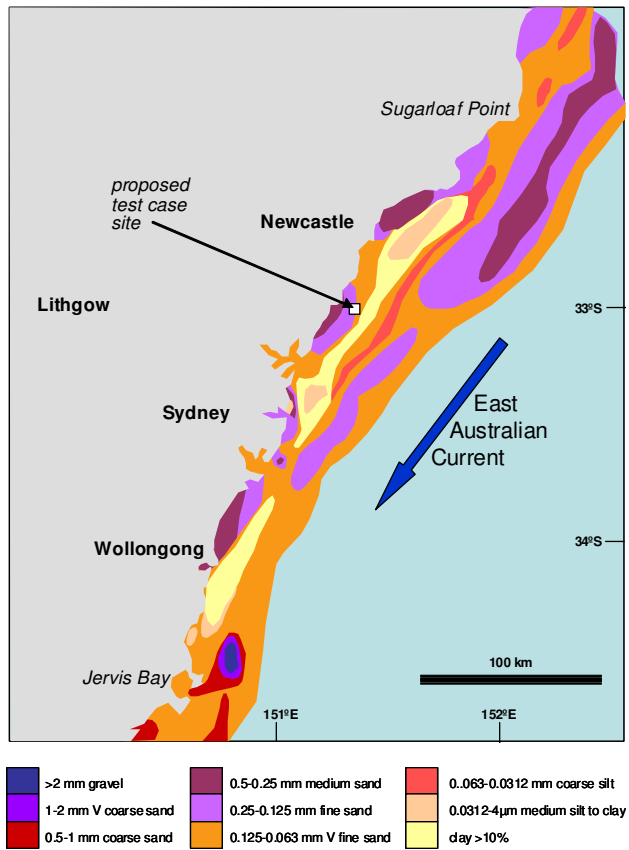 Sugarloaf Point
proposed
test case
site
Newcastle
Lithgow
33ºS
Sydney
East
Australian
Current
Wollongong
34ºS
Jervis Bay
100 km
151ºE
152ºE
>2 mm gravel
1-2 mm V coarse sand
0.5-1 mm coarse sand
0.5-0.25 mm medium sand
0.25-0.125 mm fine sand
0.125-0.063 mm V fine sand
0..063-0.0312 mm coarse silt
0.0312-4µm medium silt to clay
clay >10%